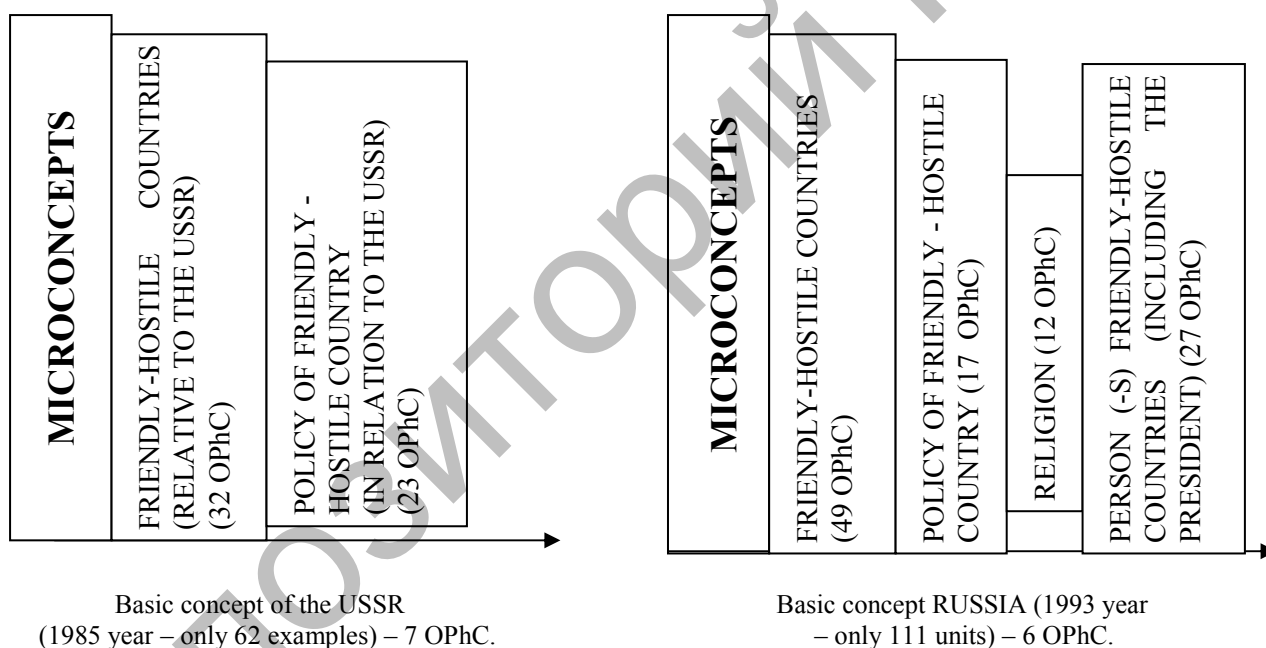 MICROCONCEPTS
FRIENDLY-HOSTILE COUNTRIES
(RELATIVE TO THE USSR)
(32 OPhC)
POLICY OF FRIENDLY -
HOSTILE COUNTRY
(IN RELATION TO THE USSR)
(23 OPhC)
Basic concept of the USSR
(1985 year – only 62 examples) – 7 OPhC.
MICROCONCEPTS
FRIENDLY-HOSTILE COUNTRIES
(49 OPhC)
POLICY OF FRIENDLY - HOSTILE
COUNTRY (17 OPhC)
RELIGION (12 OPhC)
PERSON (-S) FRIENDLY-HOSTILE
COUNTRIES (INCLUDING THE
PRESIDENT) (27 OPhC)
Basic concept RUSSIA (1993 year
– only 111 units) – 6 OPhC.
позиторий